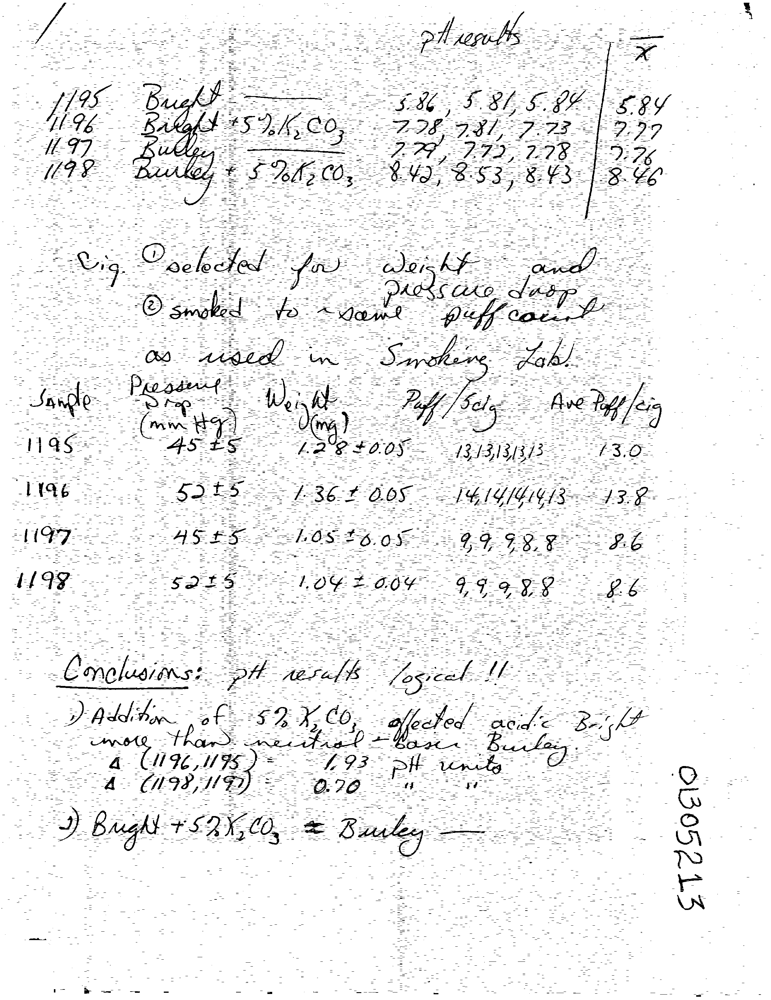 pH results
X̄
1195 Bright —— 5.86, 5.81, 5.84 5.84
1196 Bright +5%K₂CO₃ 7.78, 7.81, 7.73 7.77
1197 Burley —— 7.79, 7.72, 7.78 7.76
1198 Burley + 5%K₂CO₃ 8.42, 8.53, 8.43 8.46
Cig. ① selected for weight and
pressure drop
② smoked to ~ same puff count
as used in Smoking Lab!
Sample Pressure Drop (mm Hg) Weight (mg) Puff/5cig Ave Puff/cig
1195 45 ±5 1.28 ± 0.05 13,13,13,13,13 13.0
1196 52 ± 5 1.36 ± 0.05 14,14,14,14,13 13.8
1197 45 ± 5 1.05 ± 0.05 9,9,9,8,8 8.6
1198 52 ± 5 1.04 ± 0.04 9,9,9,8,8 8.6
Conclusions: pH results logical !!
1) Addition of 5% K₂CO₃ affected acidic Bright
more than neutral - Burley.
Δ (1196,1195) = 1.93 pH units
Δ (1198,1197) = 0.70 " "
2) Bright +5%K₂CO₃ = Burley ——
01305213